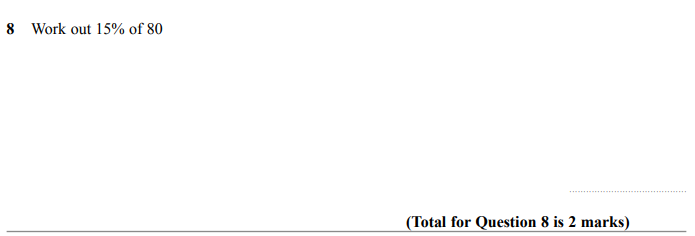 8 Work out 15% of 80
(Total for Question 8 is 2 marks)